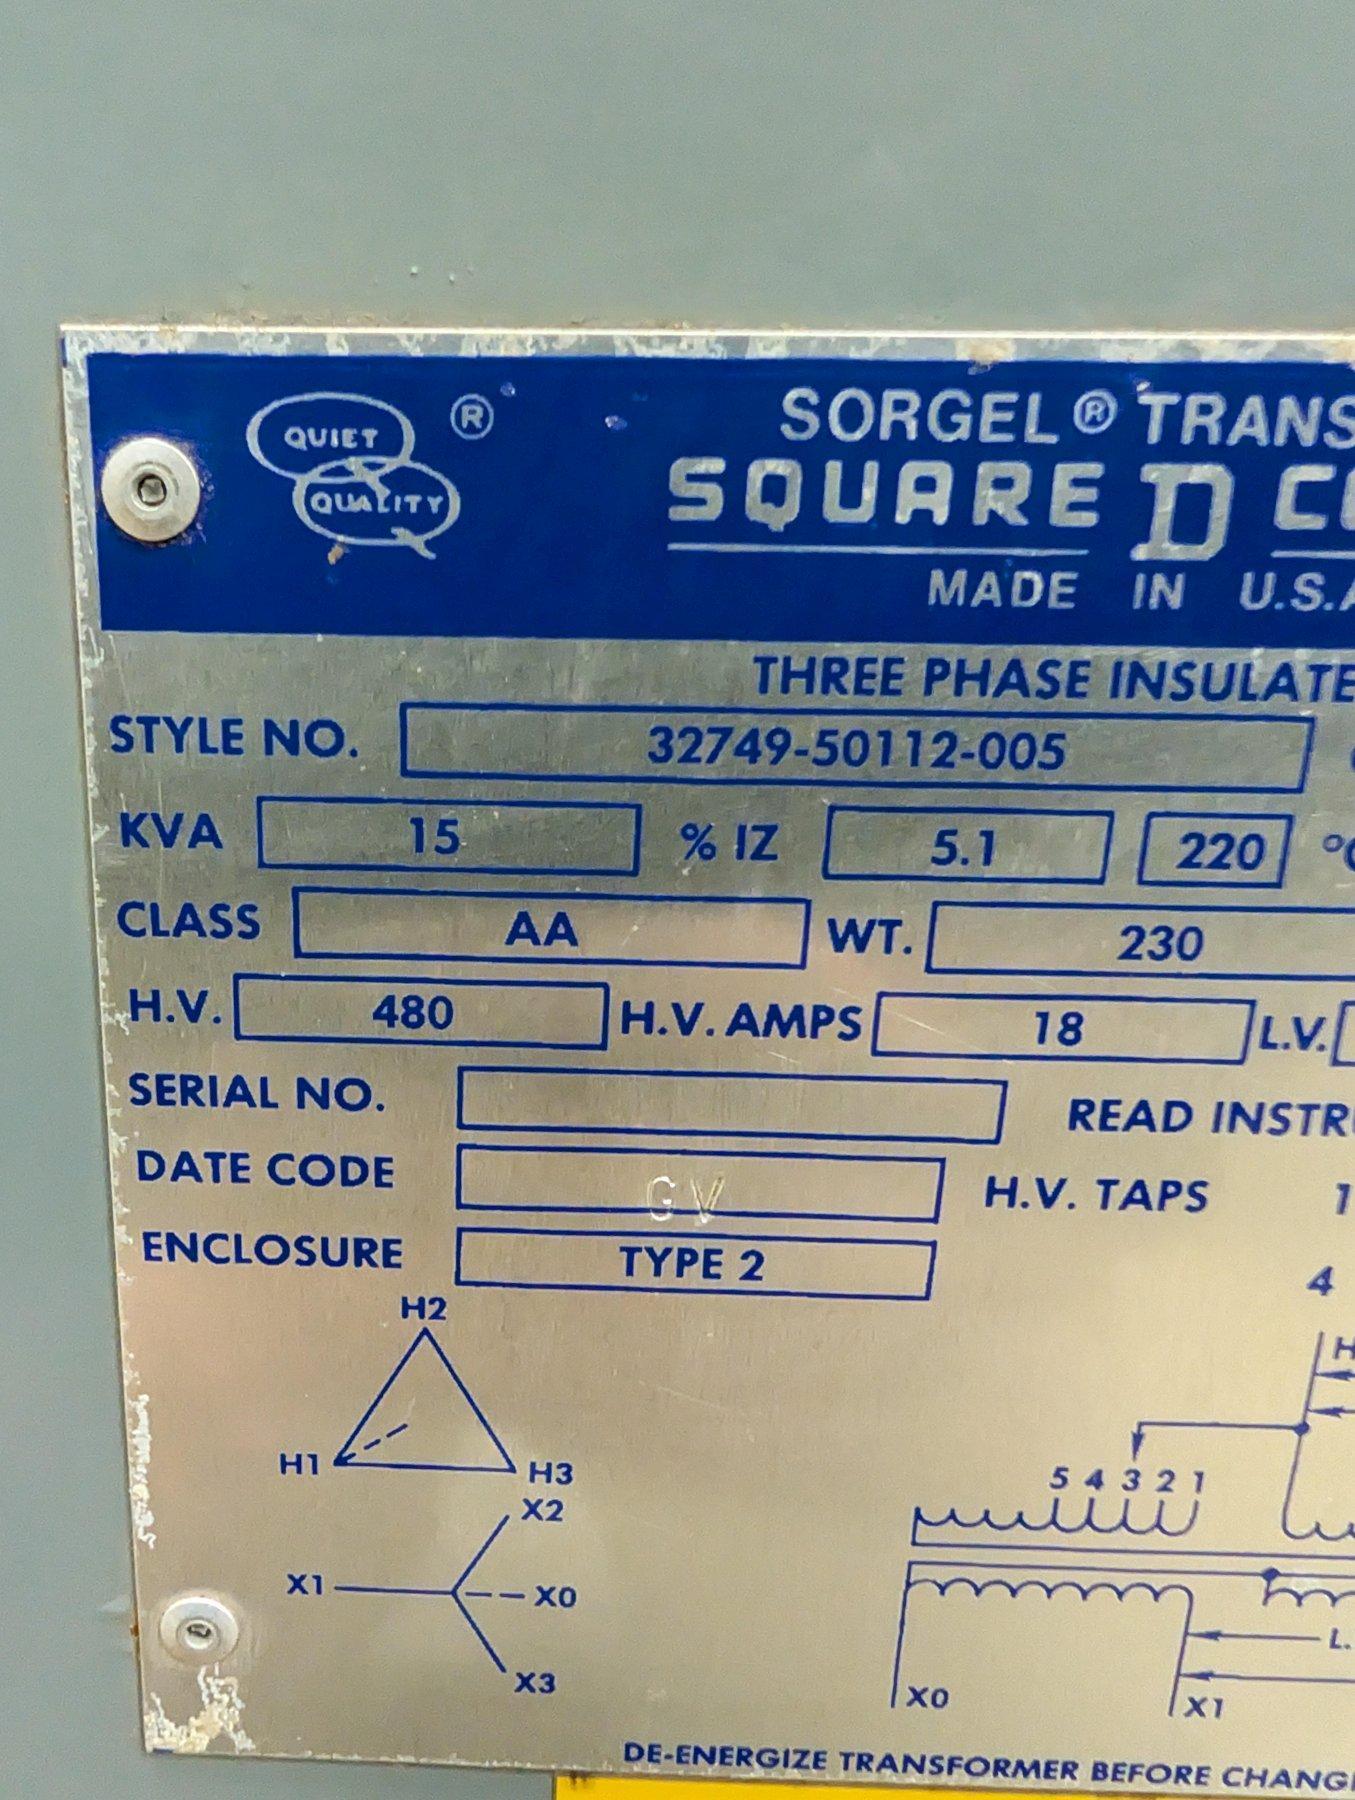 QUIET
QUALITY
®
SORGEL® TRANS
SQUARE D C
MADE IN U.S.A
THREE PHASE INSULATE
STYLE NO. 32749-50112-005
KVA 15 % IZ 5.1 220 °C
CLASS AA WT. 230
H.V. 480 H.V. AMPS 18 L.V.
SERIAL NO. READ INSTR
DATE CODE GV H.V. TAPS 1
ENCLOSURE TYPE 2 4
H2
H1 H3
X2
X1 X0
X3
H
5 4 3 2 1
L.
X0 X1
DE-ENERGIZE TRANSFORMER BEFORE CHANG